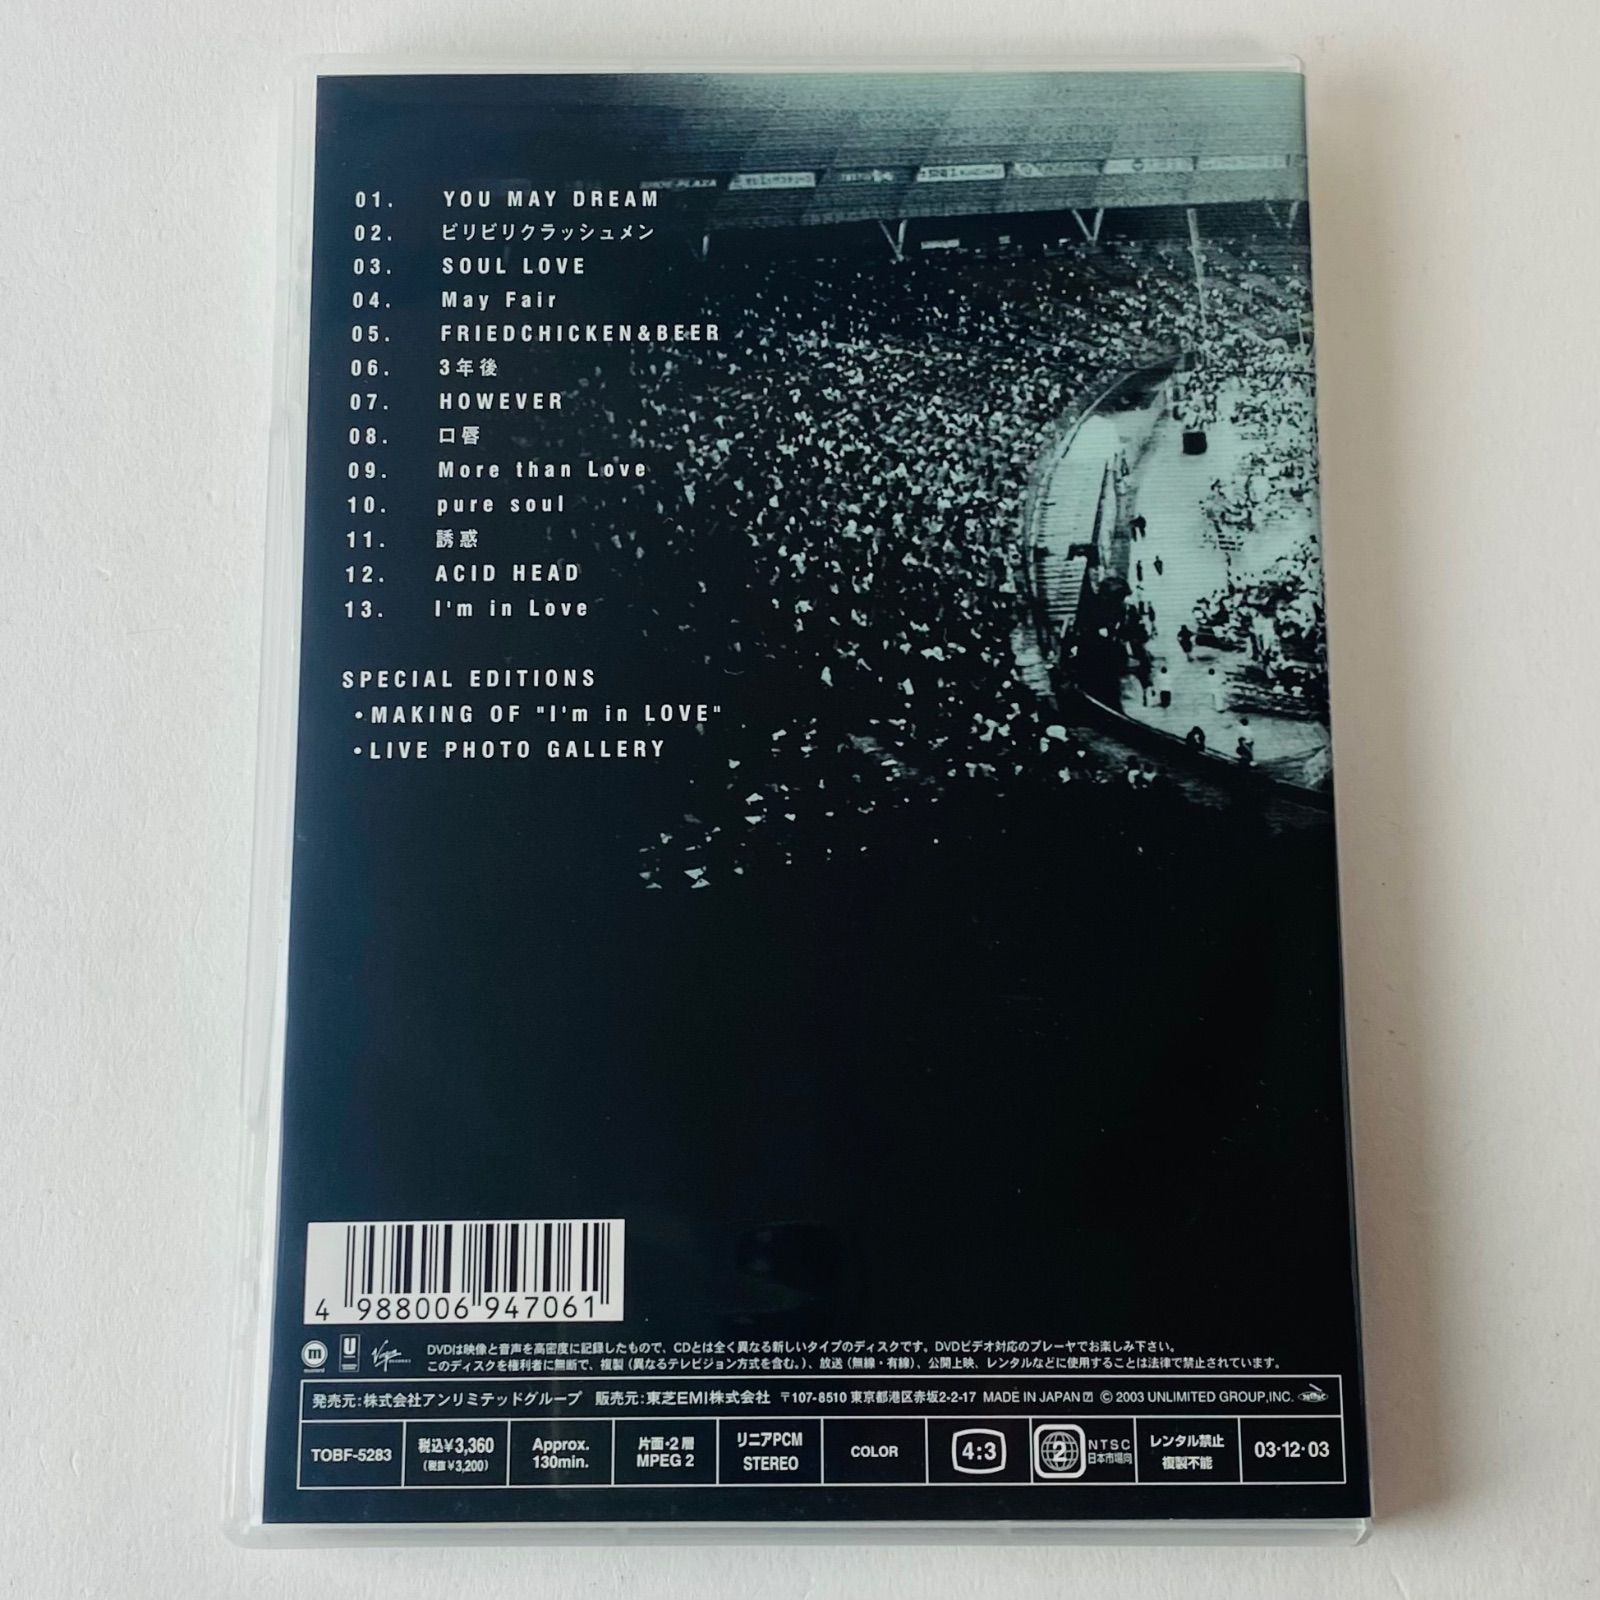 01. YOU MAY DREAM
02. ビリビリクラッシュメン
03. SOUL LOVE
04. May Fair
05. FRIEDCHICKEN&BEER
06. 3年後
07. HOWEVER
08. 口唇
09. More than Love
10. pure soul
11. 誘惑
12. ACID HEAD
13. I'm in Love
SPECIAL EDITIONS
・MAKING OF "I'm in LOVE"
・LIVE PHOTO GALLERY
4 988006 947061
m U Virgin
DVDは映像と音声を高密度に記録したもので、CDとは全く異なる新しいタイプのディスクです。DVDビデオ対応のプレーヤでお楽しみ下さい。
このディスクを権利者に無断で、複製(異なるテレビジョン方式を含む。)、放送(無線・有線)、公開上映、レンタルなどに使用することは法律で禁止されています。
発売元:株式会社アンリミテッドグループ 販売元:東芝EMI株式会社 〒107-8510 東京都港区赤坂2-2-17 MADE IN JAPAN © 2003 UNLIMITED GROUP,INC.
TOBF-5283
税込¥3,360
(税抜¥3,200)
Approx.
130min.
片面・2層
MPEG 2
リニアPCM
STEREO
COLOR
4:3
2
NTSC
日本市場向
レンタル禁止
複製不能
03・12・03